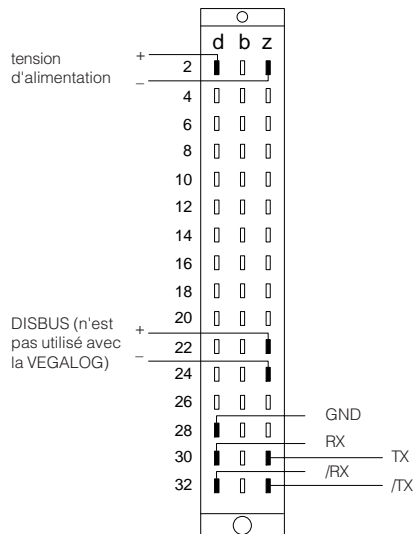 d b z
tension
d'alimentation
+
–
2
4
6
8
10
12
14
16
18
20
DISBUS (n'est
pas utilisé avec
la VEGALOG)
+
–
22
24
26
28
GND
30
RX
TX
32
/RX
/TX